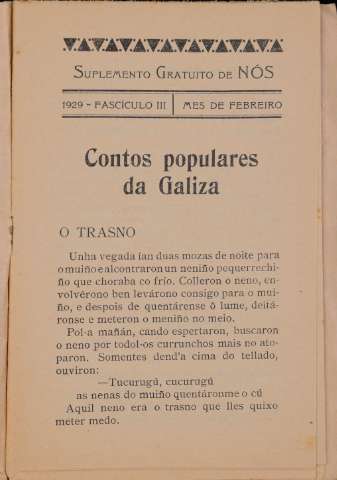 SUPLEMENTO GRATUITO DE NÓS
1929 - FASCÍCULO III | MES DE FEBREIRO
Contos populares
da Galiza
O TRASNO
Unha vegada ían duas mozas de noite para
o muiño e alcontraron un neniño pequerrechi-
ño que choraba co frío. Colleron o neno, en-
volvérono ben levárono consigo para o mui-
ño, e despois de quentárense ô lume, deitá-
ronse e meteron o meniño no meio.
Pol-a mañán, cando espertaron, buscaron
o neno por todol-os currunchos mais no ato-
paron. Somentes dend'a cima do tellado,
ouviron:
—Tucurugú, cucurugú
as nenas do muiño quentáronme o cú
Aquil neno era o trasno que lles quixo
meter medo.